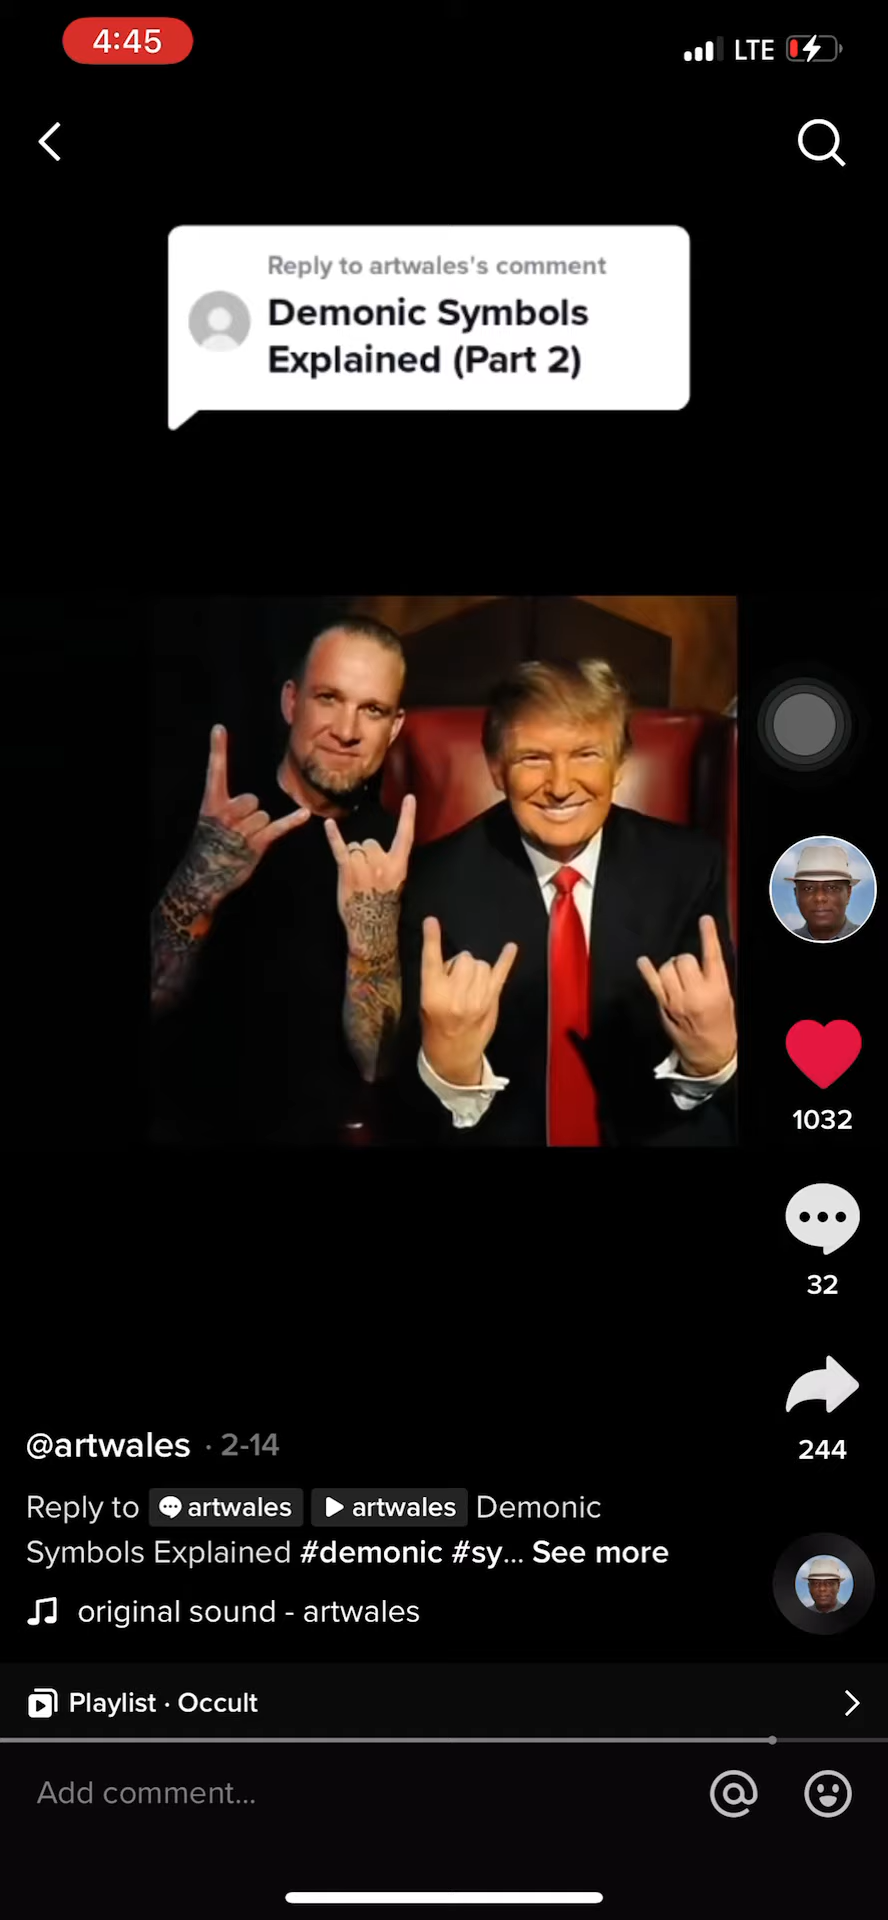 4:45
LTE
Reply to artwales's comment
Demonic Symbols
Explained (Part 2)
1032
32
244
@artwales · 2-14
Reply to artwales artwales Demonic
Symbols Explained #demonic #sy... See more
original sound - artwales
Playlist · Occult
Add comment...